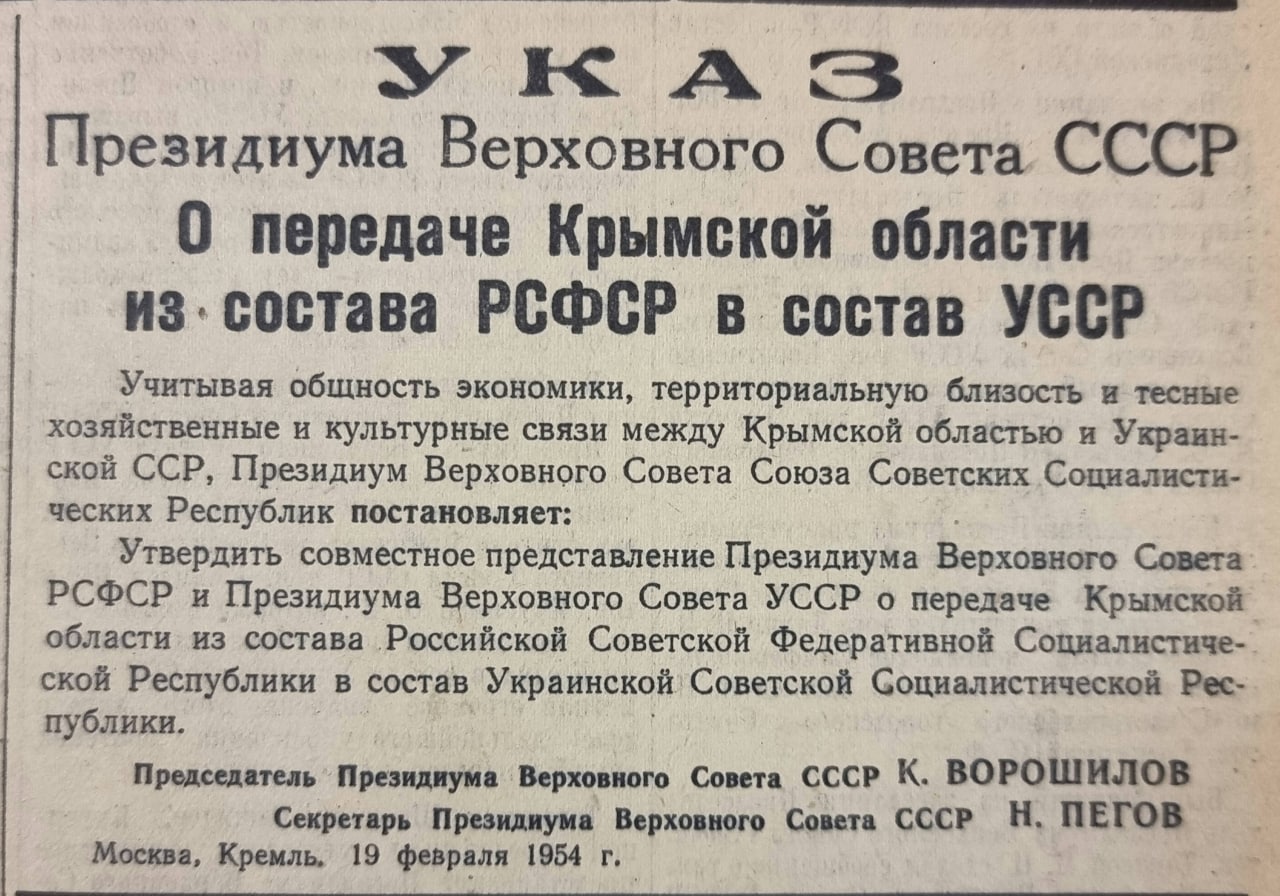 УКАЗ
Президиума Верховного Совета СССР
О передаче Крымской области
из состава РСФСР в состав УССР
Учитывая общность экономики, территориальную близость и тесные
хозяйственные и культурные связи между Крымской областью и Украин-
ской ССР, Президиум Верховного Совета Союза Советских Социалисти-
ческих Республик постановляет:
Утвердить совместное представление Президиума Верховного Совета
РСФСР и Президиума Верховного Совета УССР о передаче Крымской
области из состава Российской Советской Федеративной Социалистиче-
ской Республики в состав Украинской Советской Социалистической Рес-
публики.
Председатель Президиума Верховного Совета СССР К. ВОРОШИЛОВ
Секретарь Президиума Верховного Совета СССР Н. ПЕГОВ
Москва, Кремль. 19 февраля 1954 г.